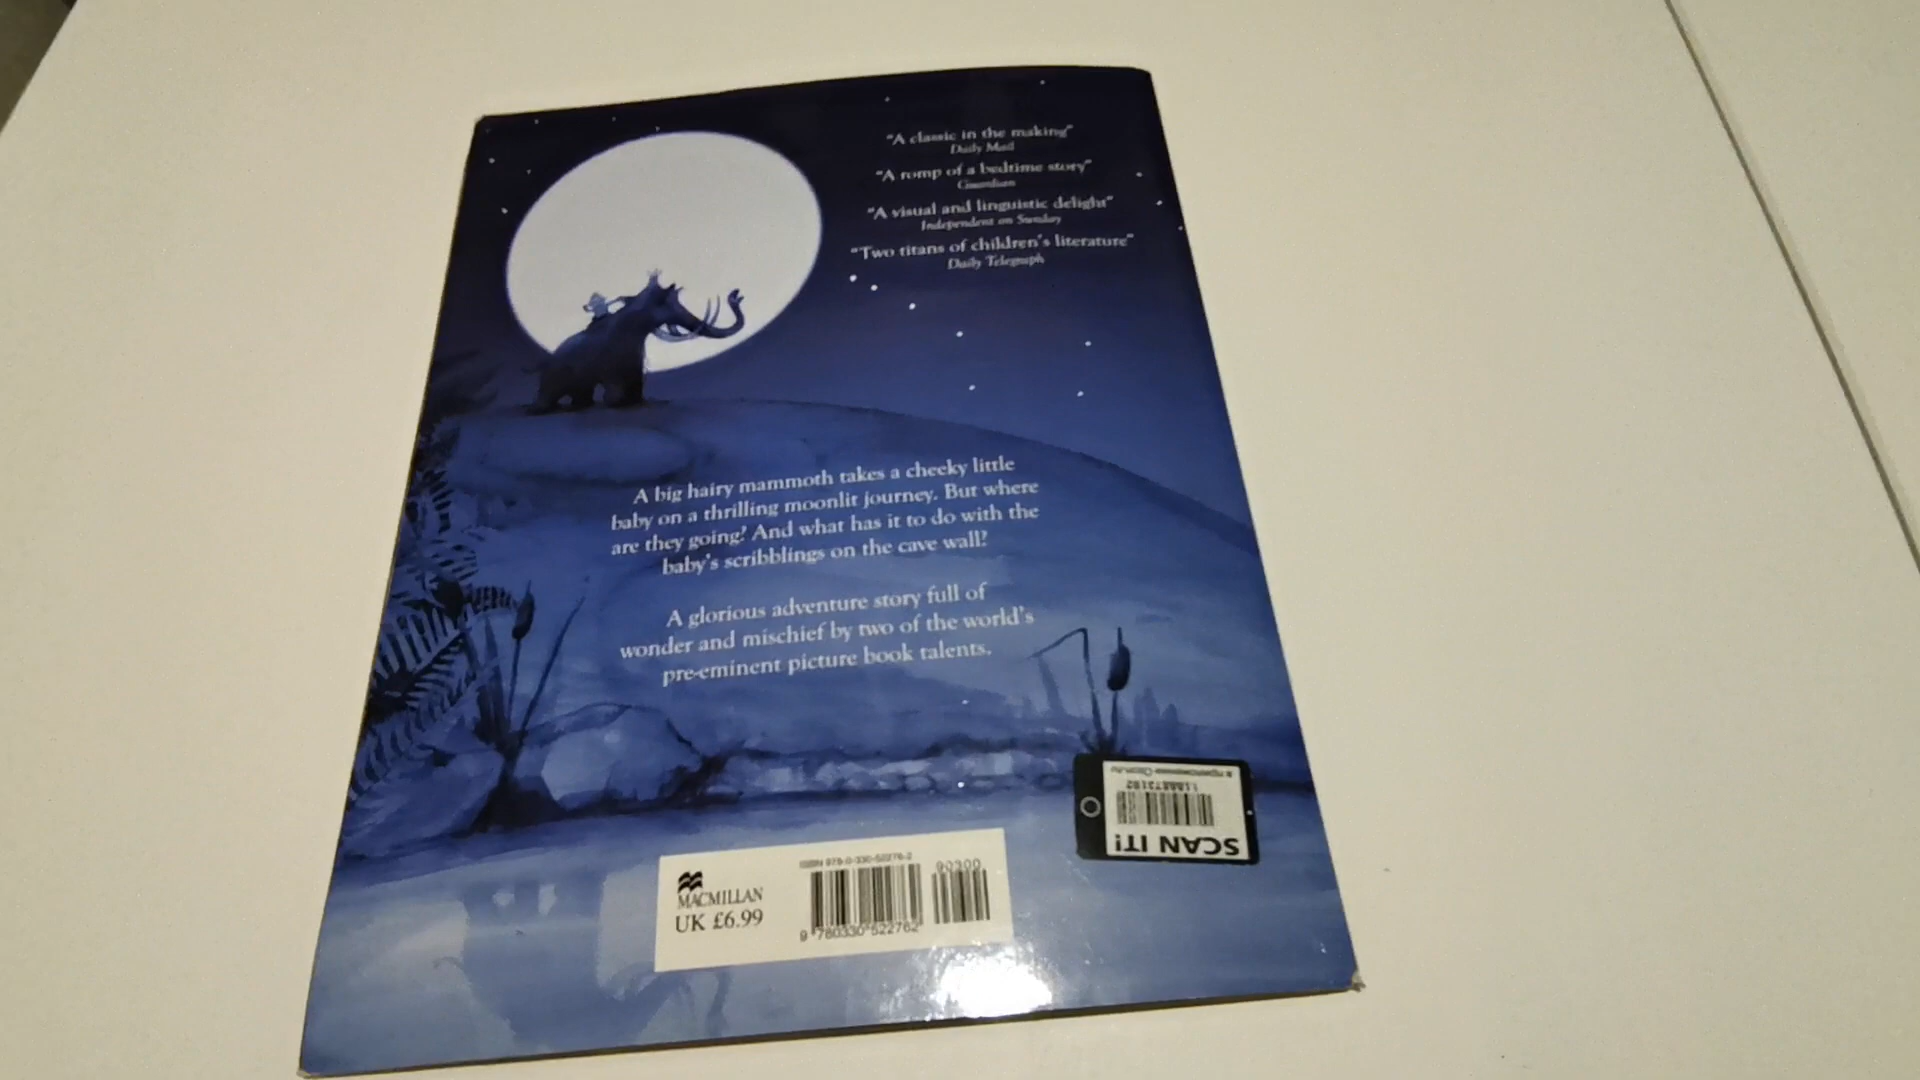 "A classic in the making"
Daily Mail
"A romp of a bedtime story"
Guardian
"A visual and linguistic delight"
Independent on Sunday
"Two titans of children's literature"
Daily Telegraph
A big hairy mammoth takes a cheeky little
baby on a thrilling moonlit journey. But where
are they going? And what has it to do with the
baby's scribblings on the cave wall?
A glorious adventure story full of
wonder and mischief by two of the world's
pre-eminent picture book talents.
SCAN IT!
MACMILLAN
UK £6.99
ISBN 978-0-330-52276-2
90300
9 780330 522762